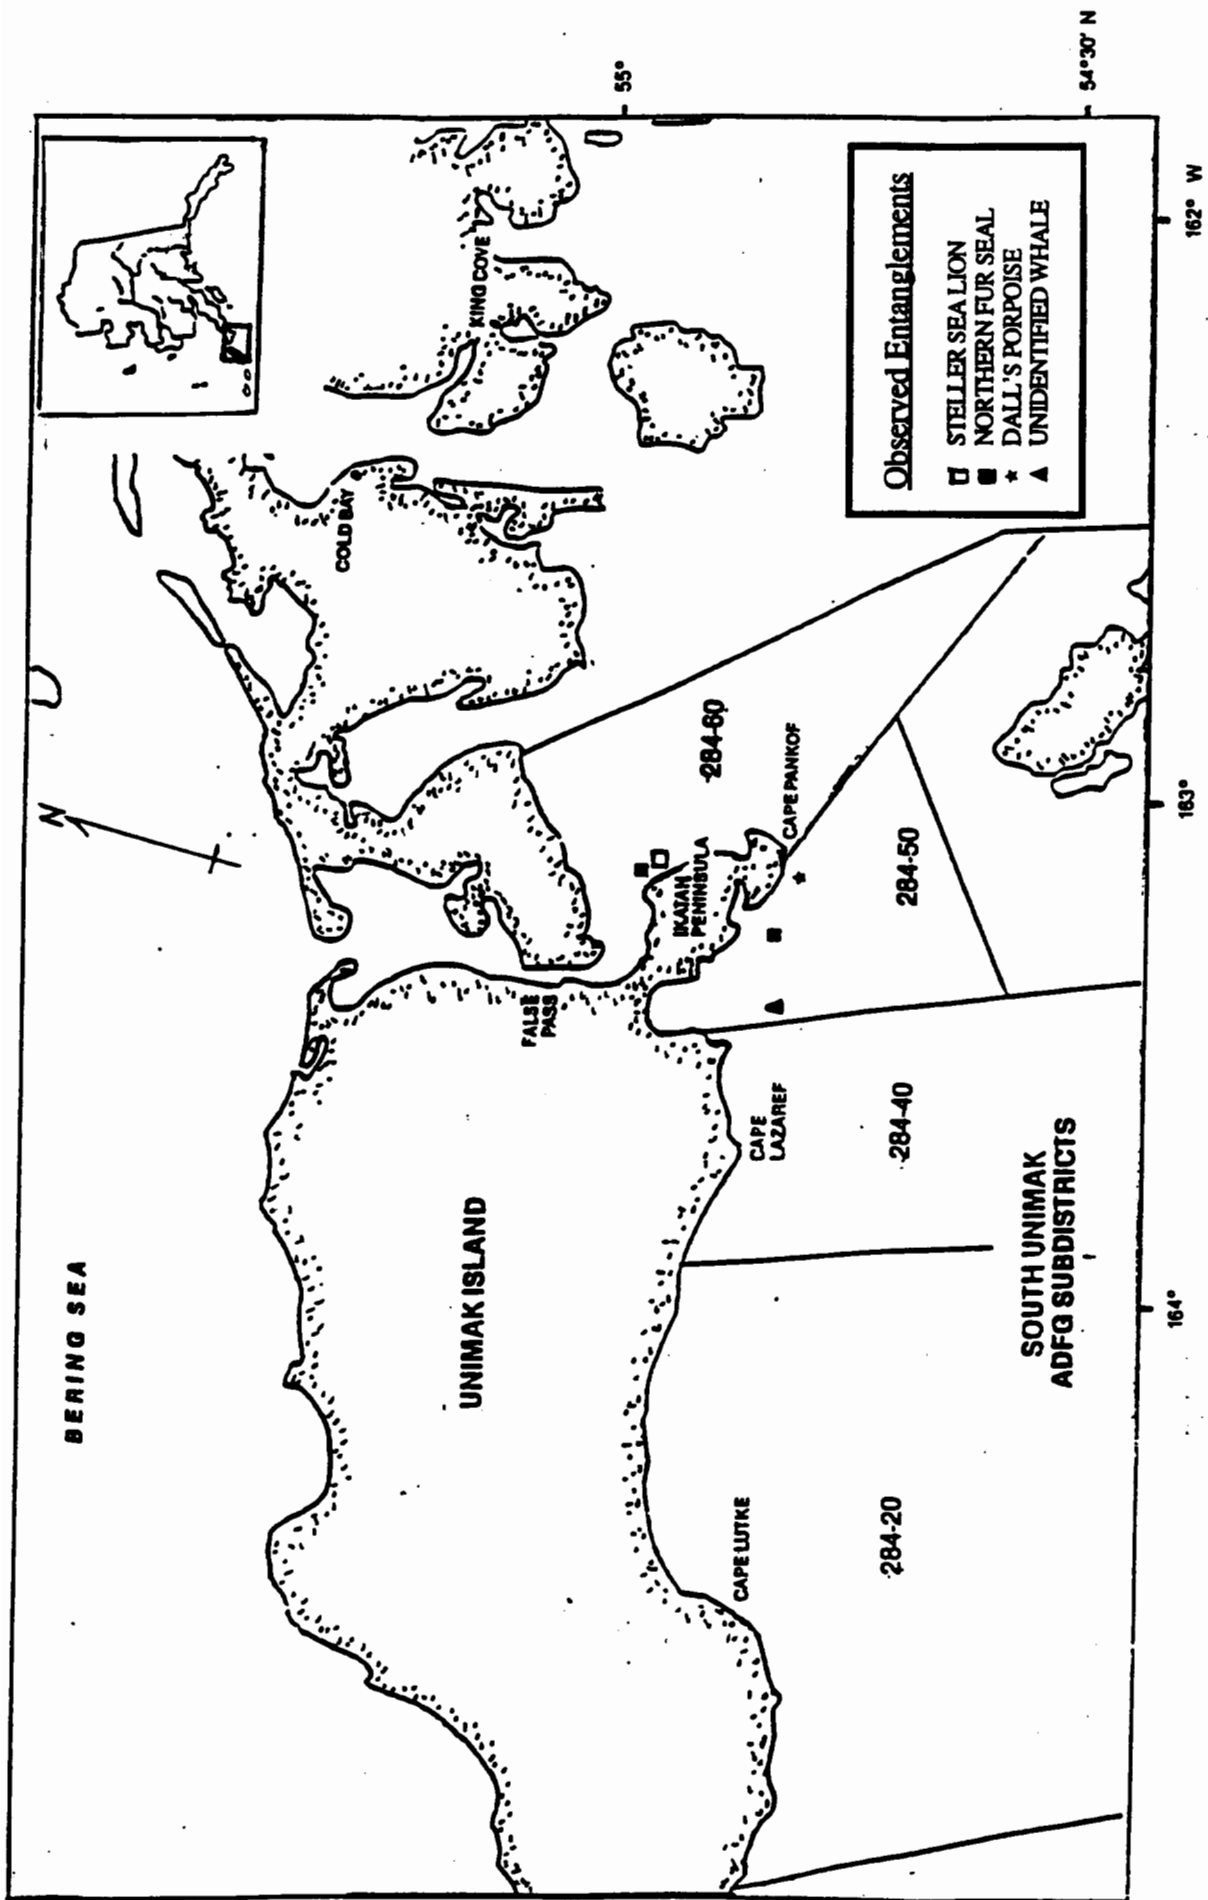 BERING SEA
N
UNIMAK ISLAND
FALSE
PASS
COLD BAY
KING COVE
IKATAN
PENINSULA
CAPE PANKOF
CAPE
LAZAREF
CAPE LUTKE
284-60
284-50
284-40
284-20
SOUTH UNIMAK
ADFG SUBDISTRICTS
Observed Entanglements
STELLER SEA LION
NORTHERN FUR SEAL
DALL'S PORPOISE
UNIDENTIFIED WHALE
55°
54°30' N
162° W
163°
164°